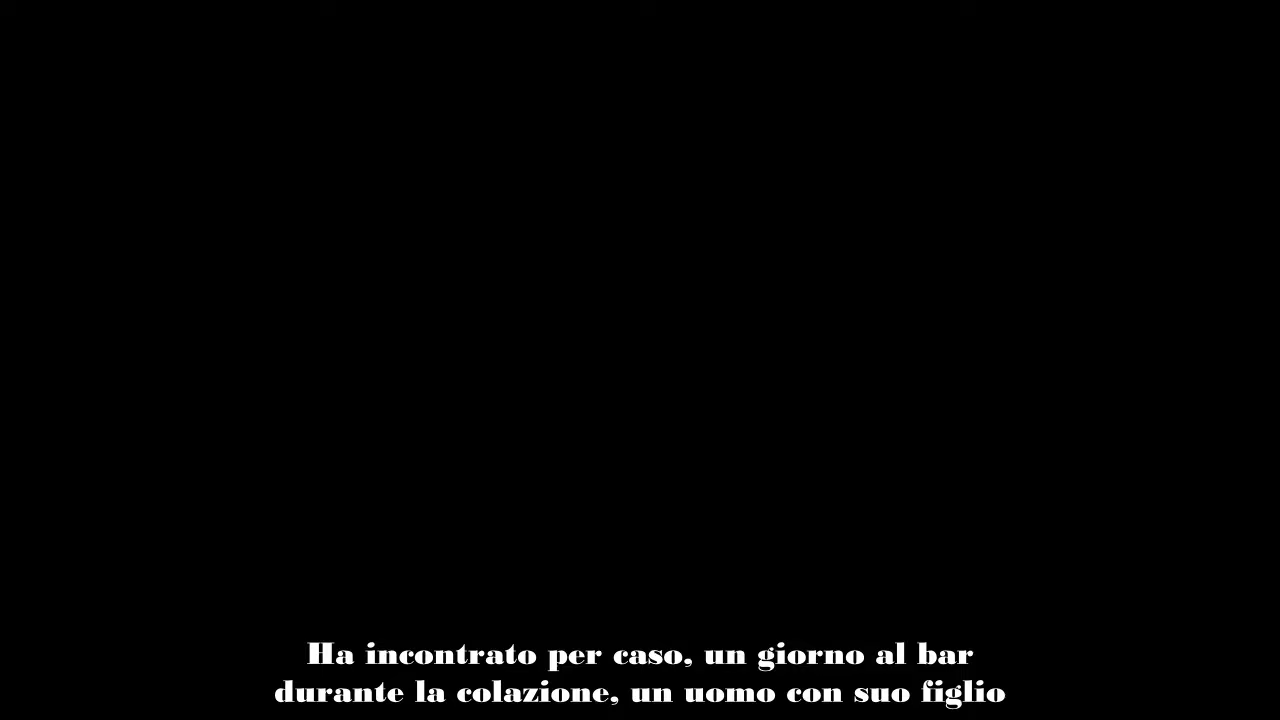 Ha incontrato per caso, un giorno al bar
durante la colazione, un uomo con suo figlio